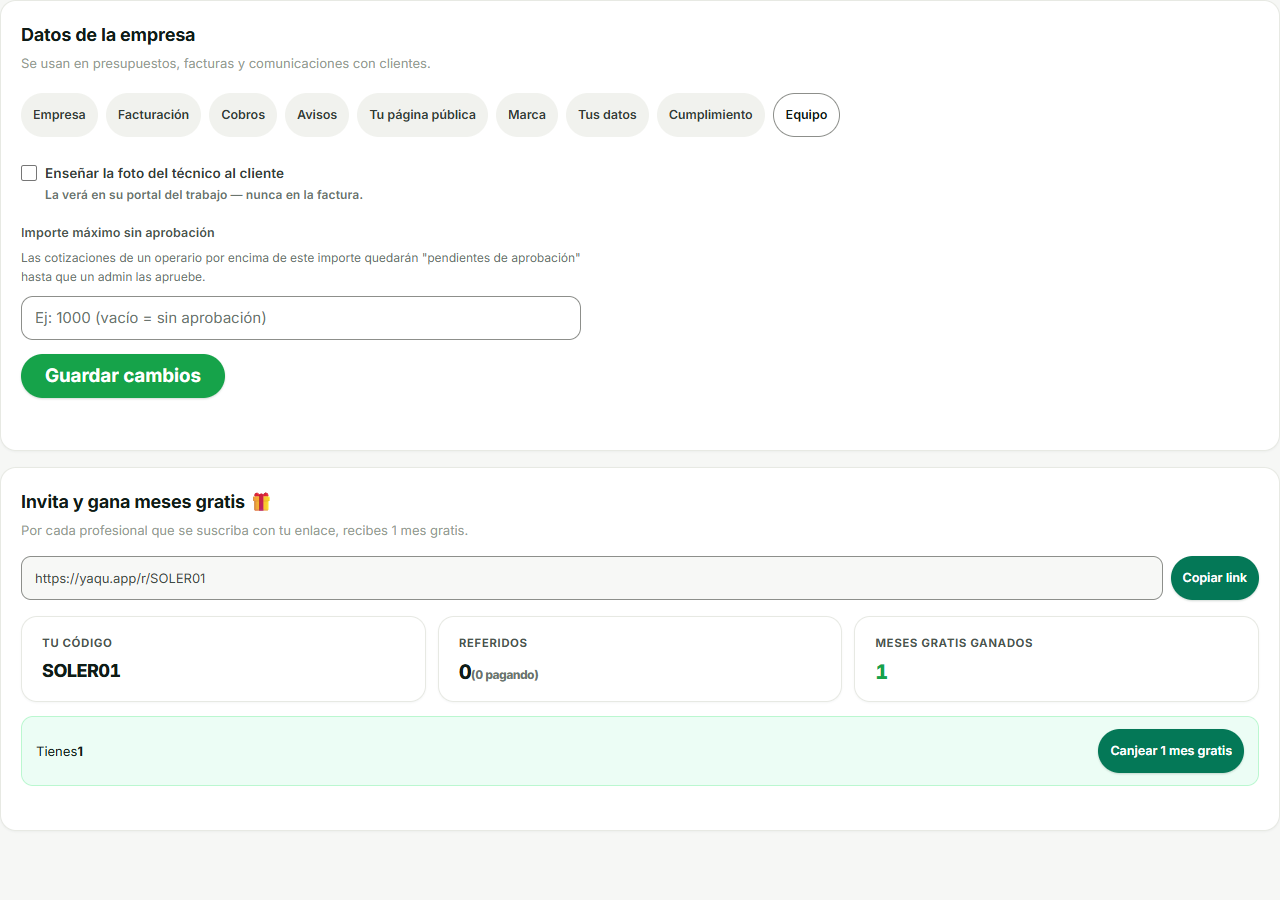 Datos de la empresa
Se usan en presupuestos, facturas y comunicaciones con clientes.
Empresa Facturación Cobros Avisos Tu página pública Marca Tus datos Cumplimiento Equipo
Enseñar la foto del técnico al cliente
La verá en su portal del trabajo — nunca en la factura.
Importe máximo sin aprobación
Las cotizaciones de un operario por encima de este importe quedarán "pendientes de aprobación"
hasta que un admin las apruebe.
Ej: 1000 (vacío = sin aprobación)
Guardar cambios
Invita y gana meses gratis 🎁
Por cada profesional que se suscriba con tu enlace, recibes 1 mes gratis.
https://yaqu.app/r/SOLER01 Copiar link
TU CÓDIGO REFERIDOS MESES GRATIS GANADOS
SOLER01 0(0 pagando) 1
Tienes1 Canjear 1 mes gratis